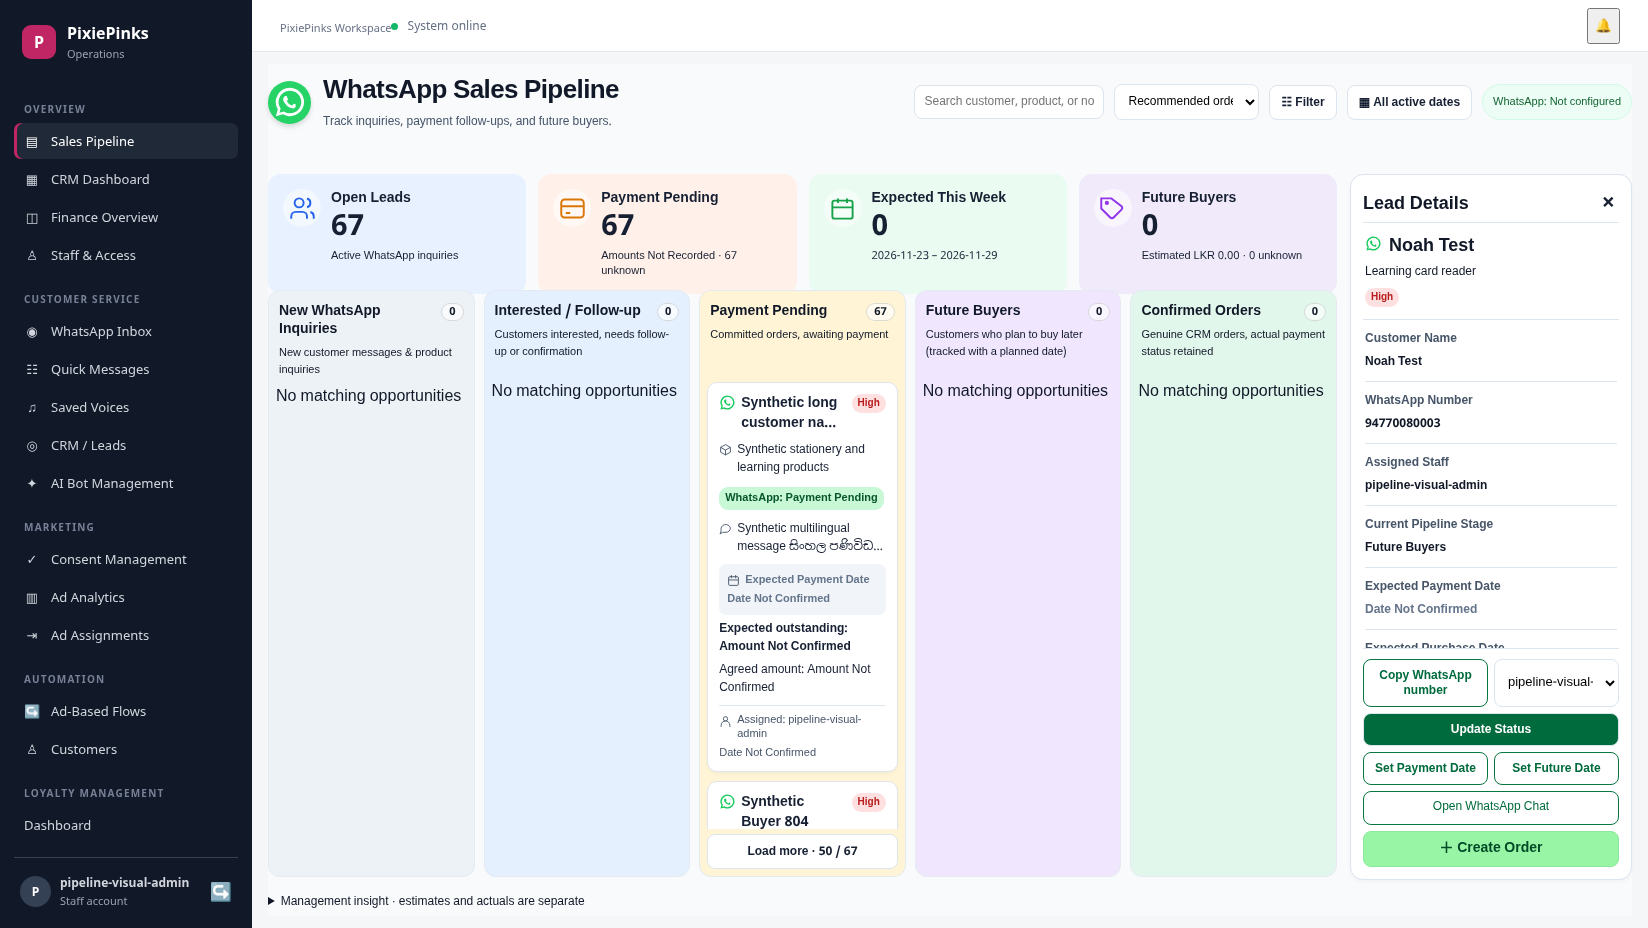 P
PixiePinks
Operations
OVERVIEW
Sales Pipeline
CRM Dashboard
Finance Overview
Staff & Access
CUSTOMER SERVICE
WhatsApp Inbox
Quick Messages
Saved Voices
CRM / Leads
AI Bot Management
MARKETING
Consent Management
Ad Analytics
Ad Assignments
AUTOMATION
Ad-Based Flows
Customers
LOYALTY MANAGEMENT
Dashboard
P
pipeline-visual-admin
Staff account
PixiePinks Workspace
System online
WhatsApp Sales Pipeline
Track inquiries, payment follow-ups, and future buyers.
Search customer, product, or no
Recommended orde
Filter
All active dates
WhatsApp: Not configured
Open Leads
67
Active WhatsApp inquiries
Payment Pending
67
Amounts Not Recorded · 67
unknown
Expected This Week
0
2026-11-23 – 2026-11-29
Future Buyers
0
Estimated LKR 0.00 · 0 unknown
New WhatsApp
Inquiries
0
New customer messages & product
inquiries
No matching opportunities
Interested / Follow-up
0
Customers interested, needs follow-
up or confirmation
No matching opportunities
Payment Pending
67
Committed orders, awaiting payment
Synthetic long
customer na...
High
Synthetic stationery and
learning products
WhatsApp: Payment Pending
Synthetic multilingual
message සිංහල පණිවිඩ...
Expected Payment Date
Date Not Confirmed
Expected outstanding:
Amount Not Confirmed
Agreed amount: Amount Not
Confirmed
Assigned: pipeline-visual-
admin
Date Not Confirmed
Synthetic
Buyer 804
High
Load more · 50 / 67
Future Buyers
0
Customers who plan to buy later
(tracked with a planned date)
No matching opportunities
Confirmed Orders
0
Genuine CRM orders, actual payment
status retained
No matching opportunities
Management insight · estimates and actuals are separate
Lead Details
Noah Test
Learning card reader
High
Customer Name
Noah Test
WhatsApp Number
94770080003
Assigned Staff
pipeline-visual-admin
Current Pipeline Stage
Future Buyers
Expected Payment Date
Date Not Confirmed
Expected Purchase Date
Copy WhatsApp
number
pipeline-visual-
Update Status
Set Payment Date
Set Future Date
Open WhatsApp Chat
+ Create Order